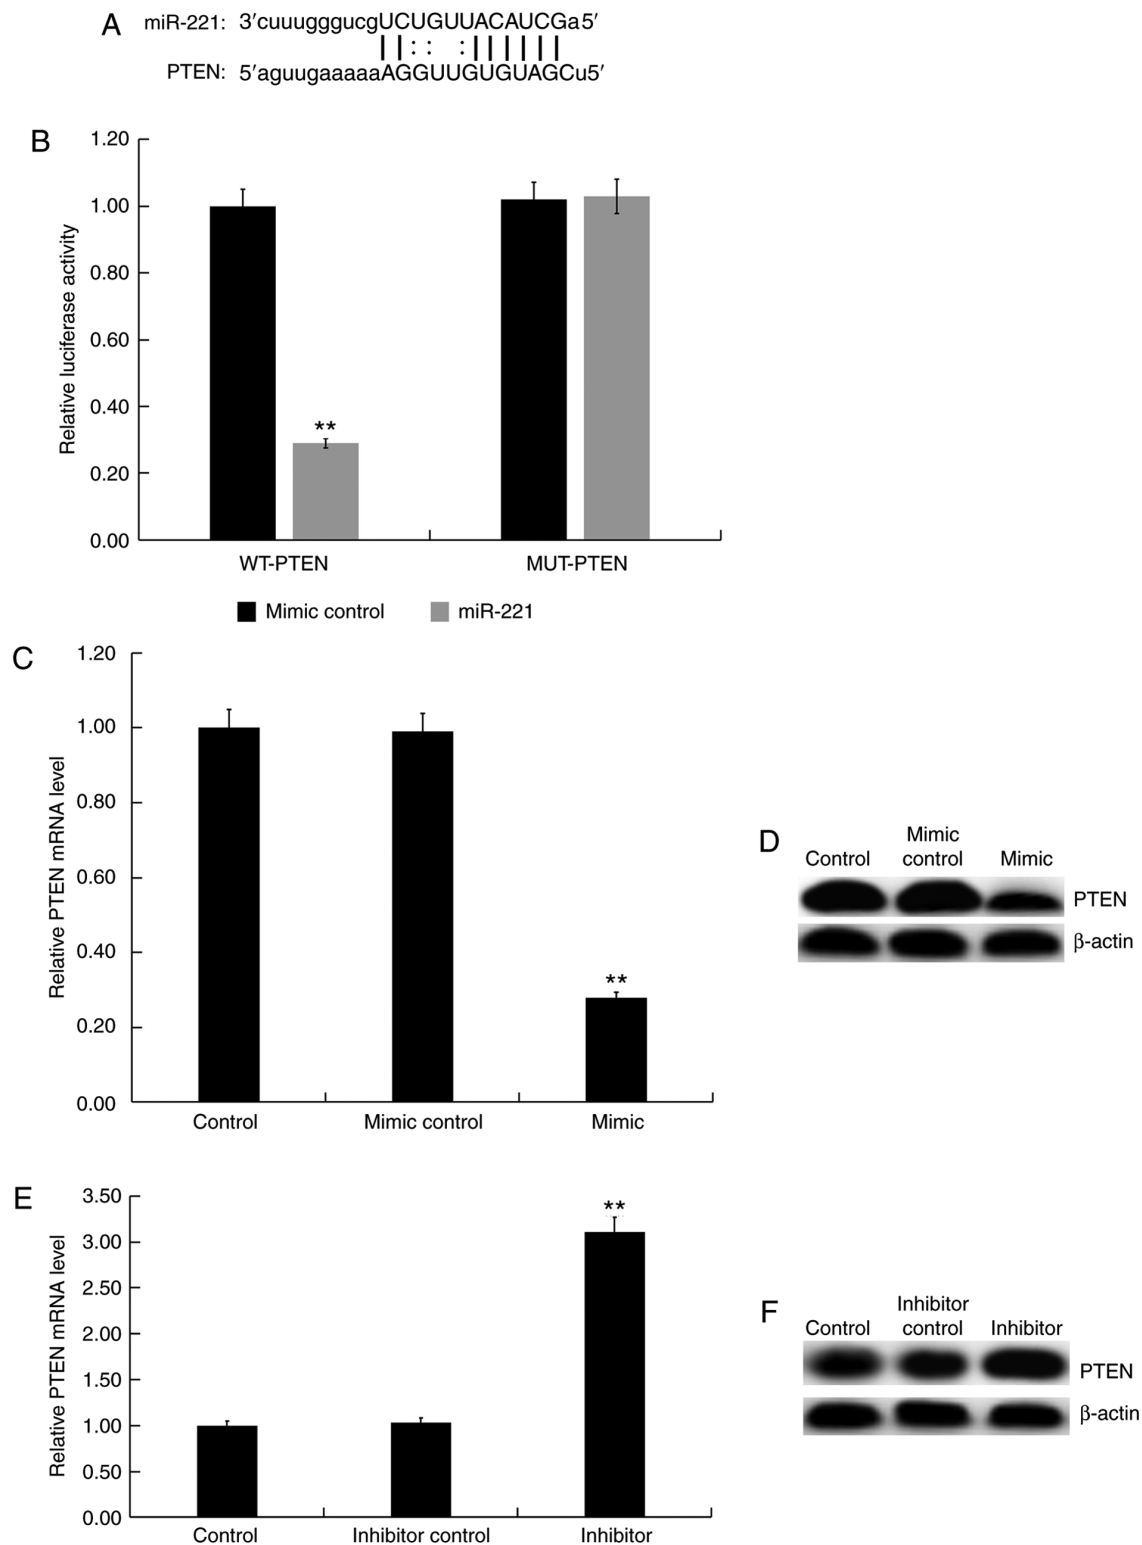 A
miR-221: 3′cuuugggucgUCUGUUACAUCGa5′
PTEN: 5′aguugaaaaaAGGUUGUGUAGCu5′
B
1.20
1.00
0.80
0.60
0.40
0.20
0.00
Relative luciferase activity
**
WT-PTEN MUT-PTEN
Mimic control miR-221
C
1.20
1.00
0.80
0.60
0.40
0.20
0.00
Relative PTEN mRNA level
**
Control Mimic control Mimic
D
Control Mimic control Mimic
PTEN
β-actin
E
3.50
3.00
2.50
2.00
1.50
1.00
0.50
0.00
Relative PTEN mRNA level
**
Control Inhibitor control Inhibitor
F
Control Inhibitor control Inhibitor
PTEN
β-actin